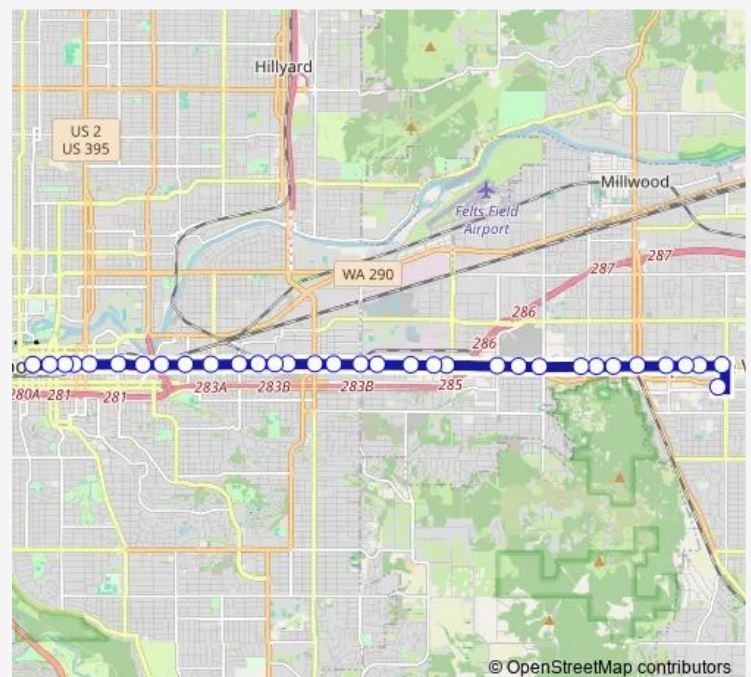 Hillyard
US 2
US 395
Millwood
Felts Field
Airport
287
287
WA 290
286
286
280A
281
281
283A
283B
283B
285
© OpenStreetMap contributors